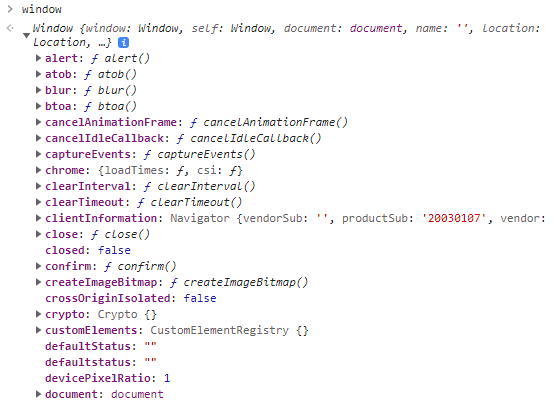 window
Window {window: Window, self: Window, document: document, name: '', location:
Location, …} i
alert: ƒ alert()
atob: ƒ atob()
blur: ƒ blur()
btoa: ƒ btoa()
cancelAnimationFrame: ƒ cancelAnimationFrame()
cancelIdleCallback: ƒ cancelIdleCallback()
captureEvents: ƒ captureEvents()
chrome: {loadTimes: ƒ, csi: ƒ}
clearInterval: ƒ clearInterval()
clearTimeout: ƒ clearTimeout()
clientInformation: Navigator {vendorSub: '', productSub: '20030107', vendor:
close: ƒ close()
closed: false
confirm: ƒ confirm()
createImageBitmap: ƒ createImageBitmap()
crossOriginIsolated: false
crypto: Crypto {}
customElements: CustomElementRegistry {}
defaultStatus: ""
defaultstatus: ""
devicePixelRatio: 1
document: document